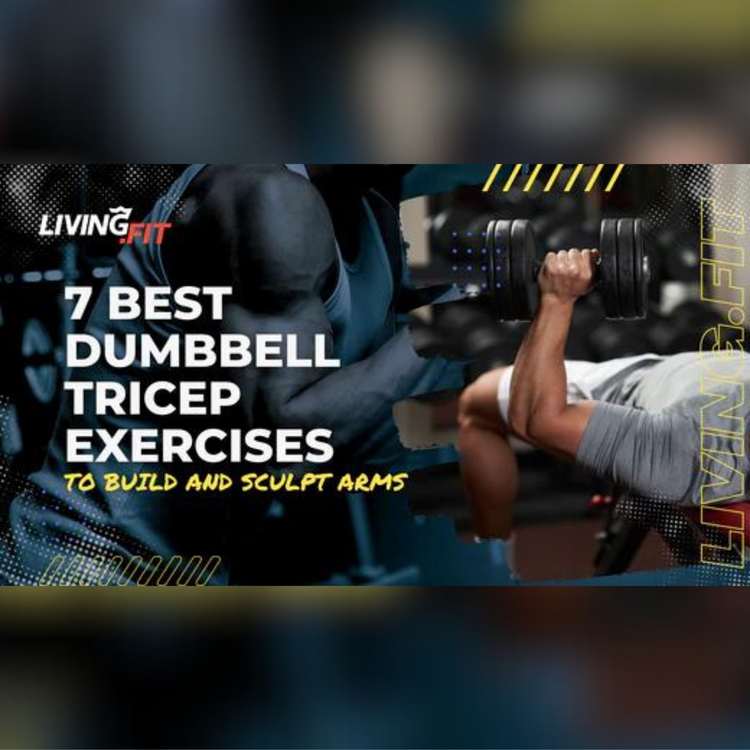 LIVING.FIT
7 BEST
DUMBBELL
TRICEP
EXERCISES
TO BUILD AND SCULPT ARMS
LIVING.FIT